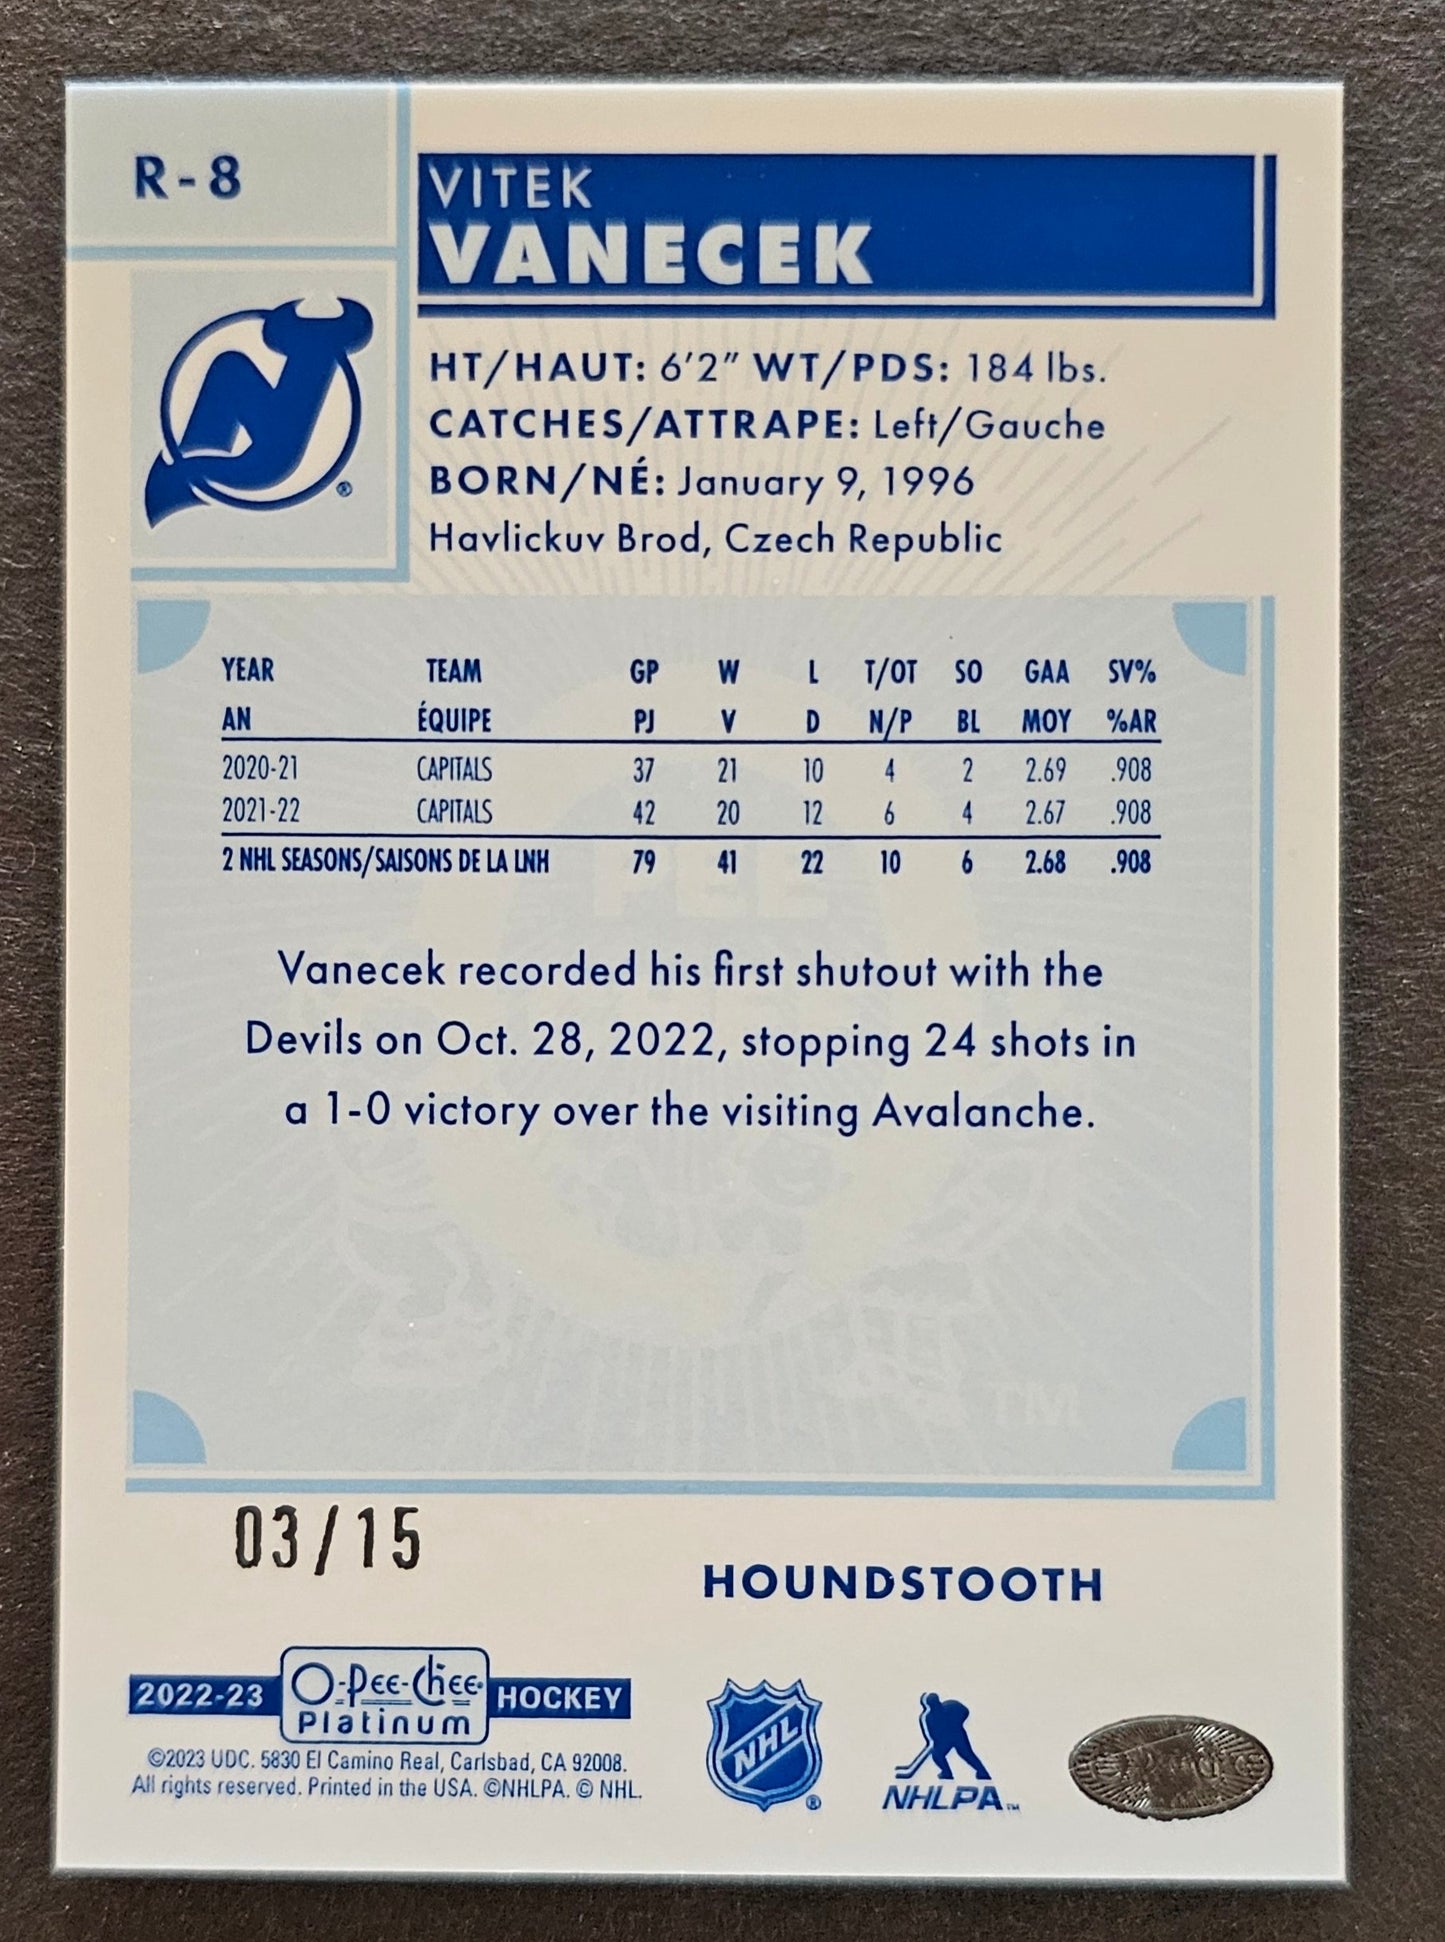 R-8
VITEK
VANECEK
®
HT/HAUT: 6'2" WT/PDS: 184 lbs.
CATCHES/ATTRAPE: Left/Gauche
BORN/NÉ: January 9, 1996
Havlickuv Brod, Czech Republic
YEAR TEAM GP W L T/OT SO GAA SV%
AN ÉQUIPE PJ V D N/P BL MOY %AR
2020-21 CAPITALS 37 21 10 4 2 2.69 .908
2021-22 CAPITALS 42 20 12 6 4 2.67 .908
2 NHL SEASONS/SAISONS DE LA LNH 79 41 22 10 6 2.68 .908
Vanecek recorded his first shutout with the
Devils on Oct. 28, 2022, stopping 24 shots in
a 1-0 victory over the visiting Avalanche.
TM
03/15
HOUNDSTOOTH
2022-23 O-Pee-Chee Platinum HOCKEY
©2023 UDC. 5830 El Camino Real, Carlsbad, CA 92008.
All rights reserved. Printed in the USA. ©NHLPA. © NHL.
NHL ®
NHLPA™